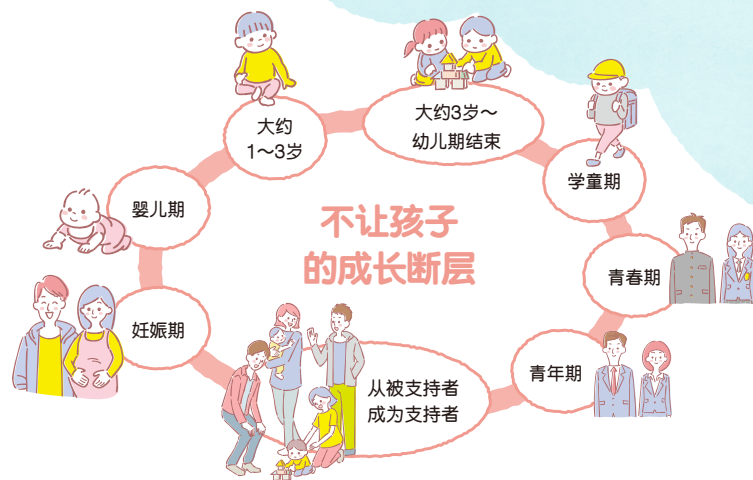 不让孩子
的成长断层
妊娠期
婴儿期
大约
1～3岁
大约3岁～
幼儿期结束
学童期
青春期
青年期
从被支持者
成为支持者